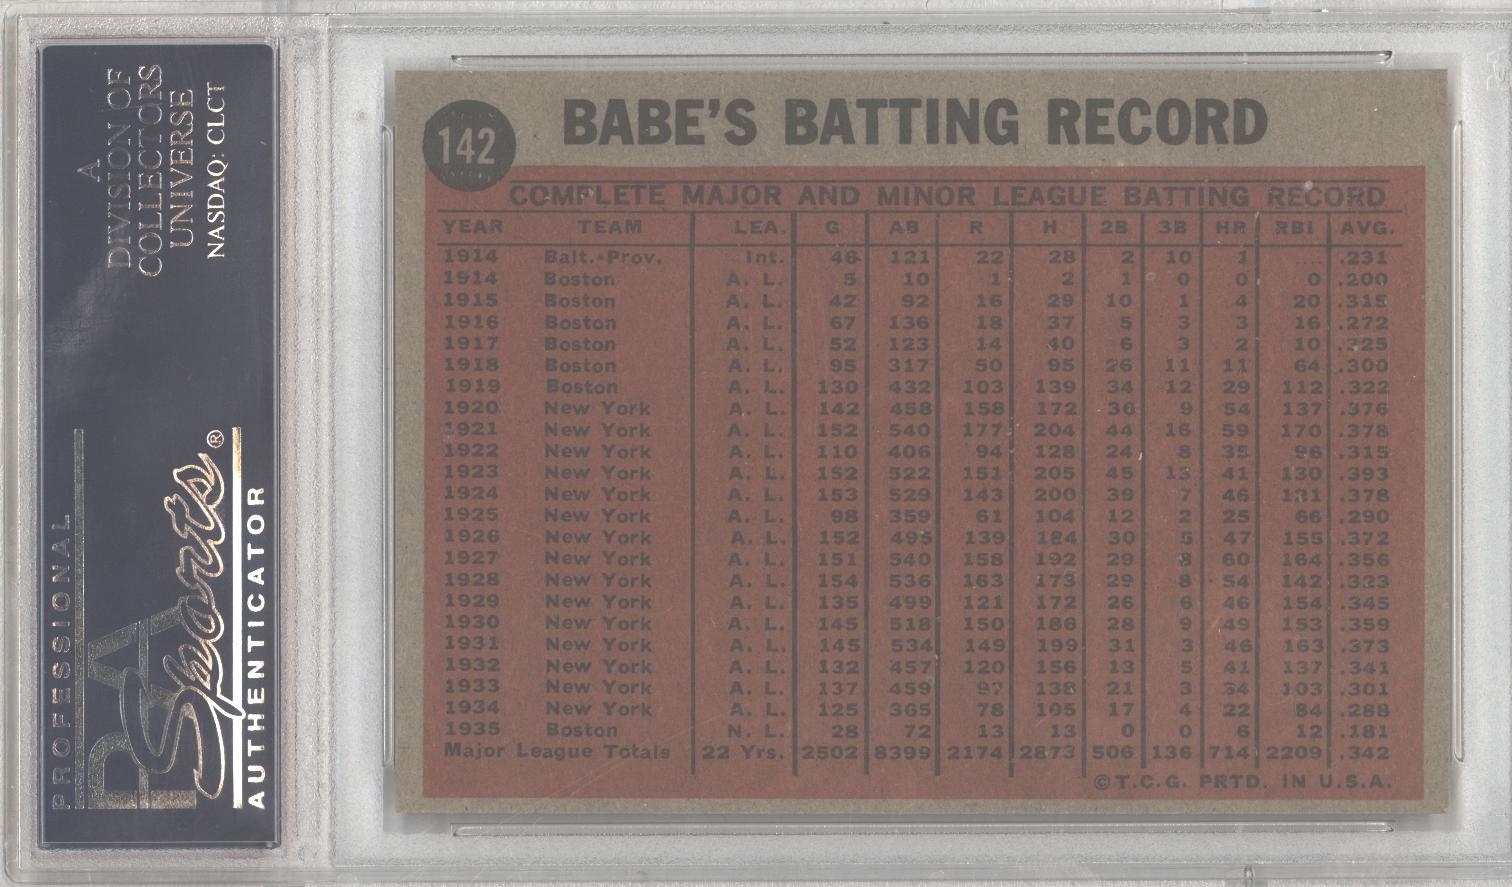 A
DIVISION OF
COLLECTORS
UNIVERSE
NASDAQ: CLCT
PROFESSIONAL
PSA
Sports®
AUTHENTICATOR
142
BABE'S BATTING RECORD
COMPLETE MAJOR AND MINOR LEAGUE BATTING RECORD
YEAR TEAM LEA. G AB R H 2B 3B HR RBI AVG.
1914 Balt.-Prov. Int. 46 121 22 28 2 10 1 .... .231
1914 Boston A. L. 5 10 1 2 1 0 0 0 .200
1915 Boston A. L. 42 92 16 29 10 1 4 20 .315
1916 Boston A. L. 67 136 18 37 5 3 3 16 .272
1917 Boston A. L. 52 123 14 40 6 3 2 10 .325
1918 Boston A. L. 95 317 50 95 26 11 11 64 .300
1919 Boston A. L. 130 432 103 139 34 12 29 112 .322
1920 New York A. L. 142 458 158 172 36 9 54 137 .376
1921 New York A. L. 152 540 177 204 44 16 59 170 .378
1922 New York A. L. 110 406 94 128 24 8 35 96 .315
1923 New York A. L. 152 522 151 205 45 13 41 130 .393
1924 New York A. L. 153 529 143 200 39 7 46 .378
1925 New York A. L. 98 359 61 104 12 2 25 66 .290
1926 New York A. L. 152 495 139 184 30 5 47 155 .372
1927 New York A. L. 151 540 158 192 29 8 60 164 .356
1928 New York A. L. 154 536 163 173 29 8 54 142 .323
1929 New York A. L. 135 499 121 172 26 6 46 154 .345
1930 New York A. L. 145 518 150 186 28 9 49 153 .359
1931 New York A. L. 145 534 149 199 31 3 46 163 .373
1932 New York A. L. 132 457 120 156 13 5 41 137 .341
1933 New York A. L. 137 459 97 138 21 3 34 103 .301
1934 New York A. L. 125 365 78 105 17 4 22 84 .288
1935 Boston N. L. 28 72 13 13 0 0 6 12 .181
Major League Totals 22 Yrs. 2502 8399 2174 2873 506 136 714 2209 .342
©T.C.G. PRTD. IN U.S.A.